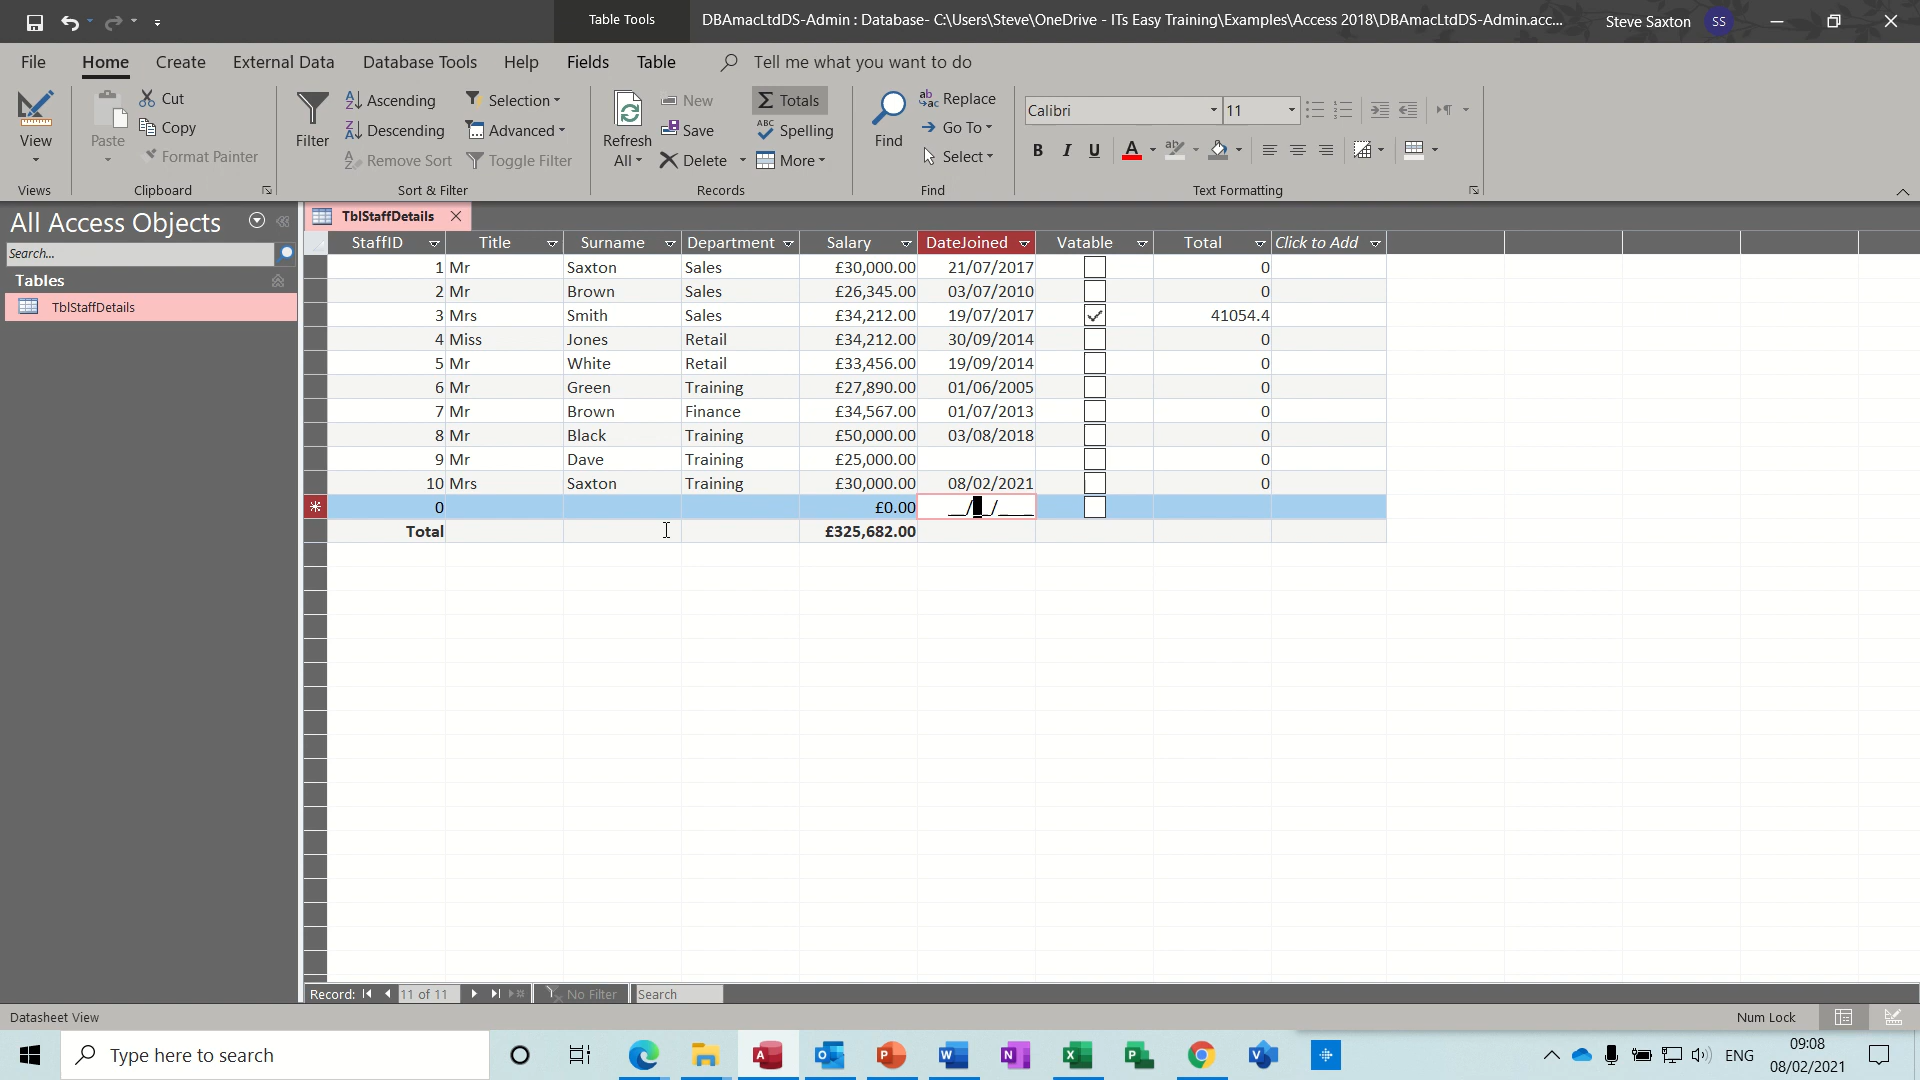 Table Tools
DBAmacLtdDS-Admin : Database- C:\Users\Steve\OneDrive - ITs Easy Training\Examples\Access 2018\DBAmacLtdDS-Admin.acc...
Steve Saxton SS
File Home Create External Data Database Tools Help Fields Table Tell me what you want to do
View
Views
Paste
Cut
Copy
Format Painter
Clipboard
Filter
Ascending
Descending
Remove Sort
Selection
Advanced
Toggle Filter
Sort & Filter
Refresh
All
New
Save
Delete
Totals
Spelling
More
Records
Find
Replace
Go To
Select
Find
Calibri 11
B I U
Text Formatting
All Access Objects
Search...
Tables
TblStaffDetails
TblStaffDetails
StaffID Title Surname Department Salary DateJoined Vatable Total Click to Add
1 Mr Saxton Sales £30,000.00 21/07/2017 0
2 Mr Brown Sales £26,345.00 03/07/2010 0
3 Mrs Smith Sales £34,212.00 19/07/2017 41054.4
4 Miss Jones Retail £34,212.00 30/09/2014 0
5 Mr White Retail £33,456.00 19/09/2014 0
6 Mr Green Training £27,890.00 01/06/2005 0
7 Mr Brown Finance £34,567.00 01/07/2013 0
8 Mr Black Training £50,000.00 03/08/2018 0
9 Mr Dave Training £25,000.00 0
10 Mrs Saxton Training £30,000.00 08/02/2021 0
0 £0.00 __/__/____
Total £325,682.00
Record: 11 of 11 No Filter Search
Datasheet View
Num Lock
Type here to search
ENG
09:08
08/02/2021